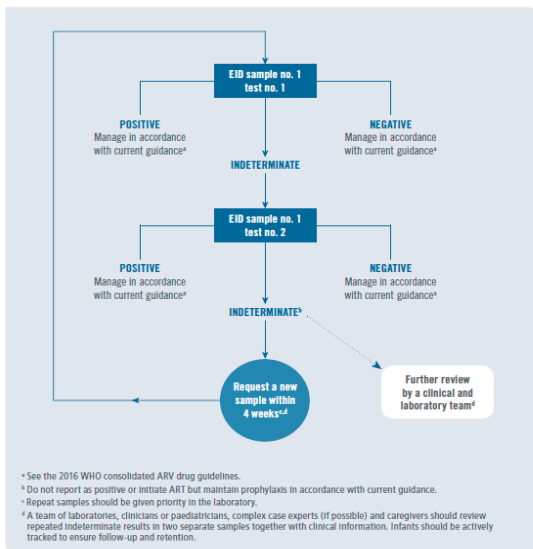 EID sample no. 1
test no. 1
POSITIVE
Manage in accordance
with current guidanceᵃ
NEGATIVE
Manage in accordance
with current guidanceᵃ
INDETERMINATE
EID sample no. 1
test no. 2
POSITIVE
Manage in accordance
with current guidanceᵃ
NEGATIVE
Manage in accordance
with current guidanceᵃ
INDETERMINATEᵇ
Request a new
sample within
4 weeksᶜ,ᵈ
Further review
by a clinical and
laboratory teamᵈ
ᵃ See the 2016 WHO consolidated ARV drug guidelines.
ᵇ Do not report as positive or initiate ART but maintain prophylaxis in accordance with current guidance.
ᶜ Repeat samples should be given priority in the laboratory.
ᵈ A team of laboratories, clinicians or paediatricians, complex case experts (if possible) and caregivers should review
repeated indeterminate results in two separate samples together with clinical information. Infants should be actively
tracked to ensure follow-up and retention.